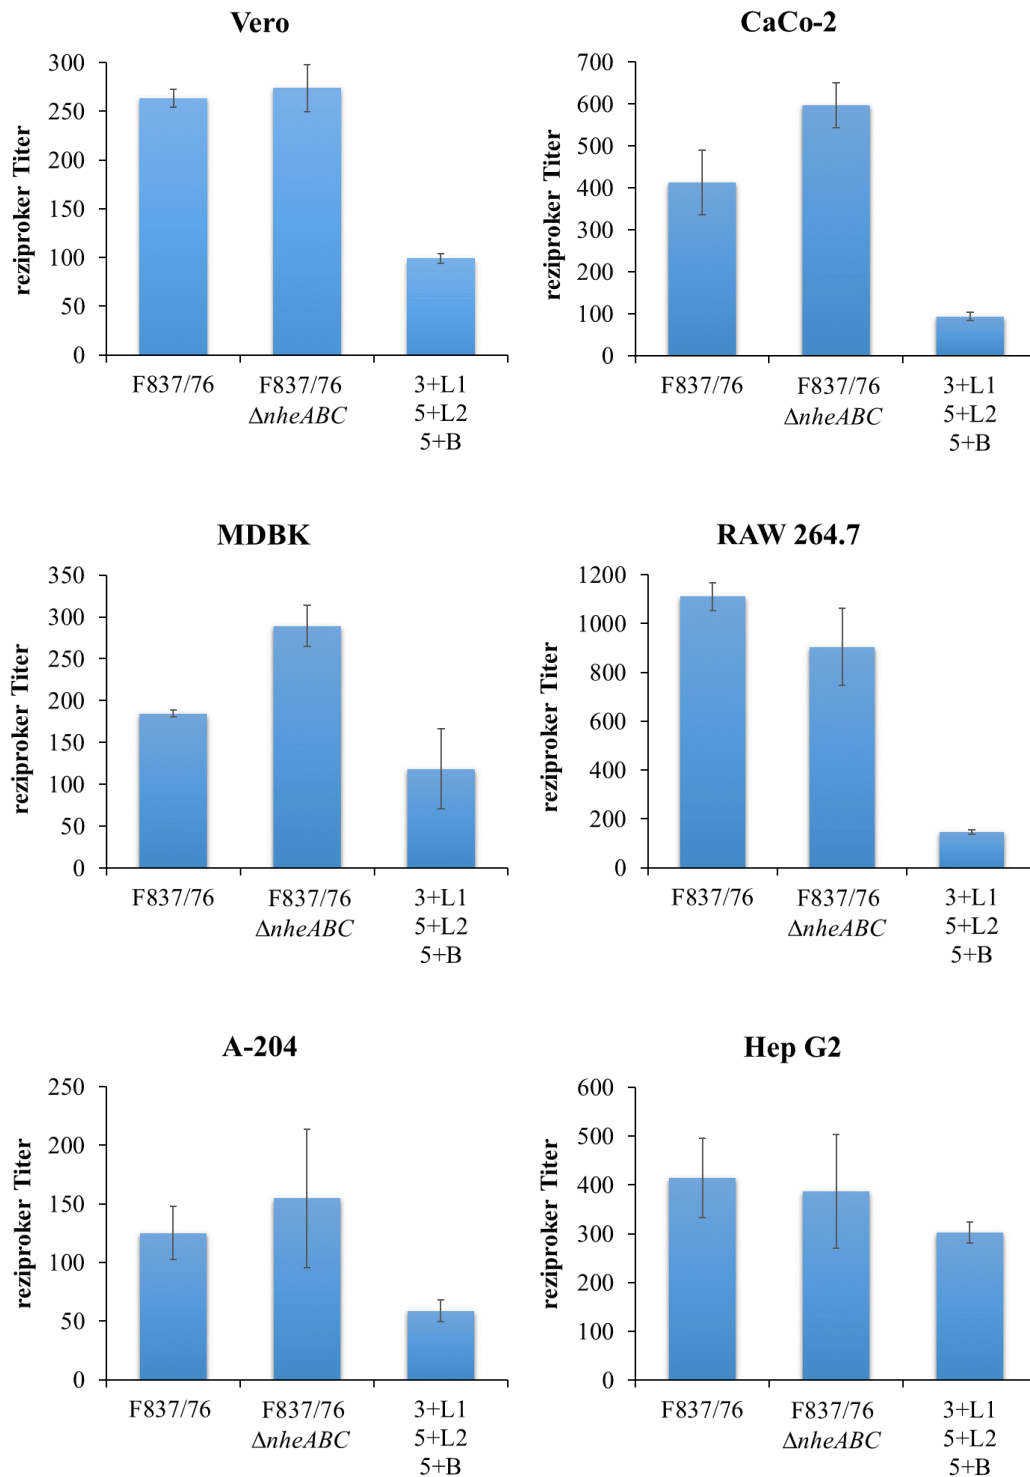 Vero
reziproker Titer
300
250
200
150
100
50
0
F837/76
F837/76
ΔnheABC
3+L1
5+L2
5+B
CaCo-2
reziproker Titer
700
600
500
400
300
200
100
0
F837/76
F837/76
ΔnheABC
3+L1
5+L2
5+B
MDBK
reziproker Titer
350
300
250
200
150
100
50
0
F837/76
F837/76
ΔnheABC
3+L1
5+L2
5+B
RAW 264.7
reziproker Titer
1200
1000
800
600
400
200
0
F837/76
F837/76
ΔnheABC
3+L1
5+L2
5+B
A-204
reziproker Titer
250
200
150
100
50
0
F837/76
F837/76
ΔnheABC
3+L1
5+L2
5+B
Hep G2
reziproker Titer
600
500
400
300
200
100
0
F837/76
F837/76
ΔnheABC
3+L1
5+L2
5+B